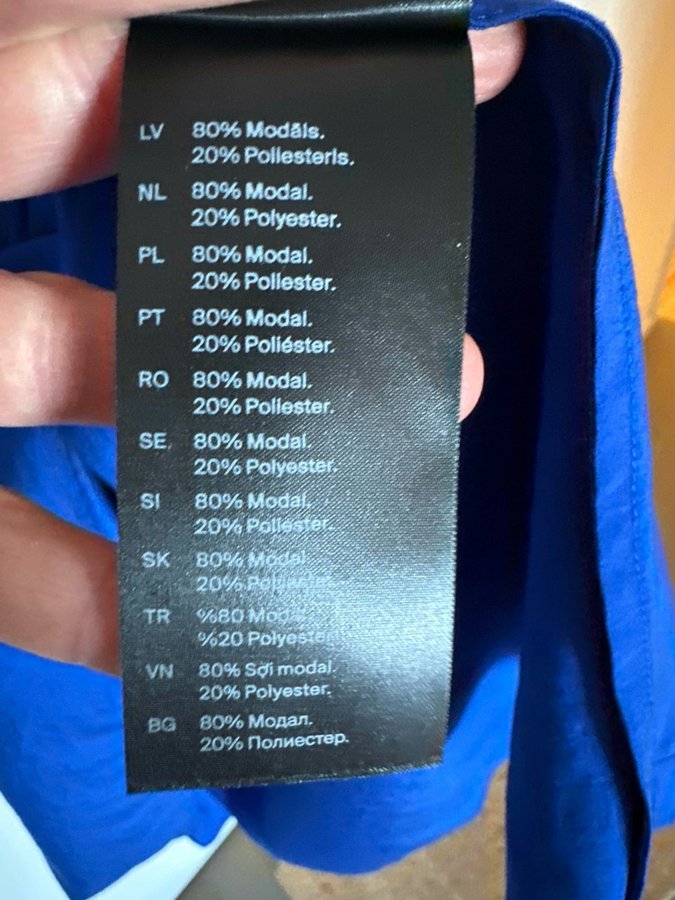 LV 80% Modāls.
20% Poliesteris.
NL 80% Modal.
20% Polyester.
PL 80% Modal.
20% Poliester.
PT 80% Modal.
20% Poliéster.
RO 80% Modal.
20% Poliester.
SE 80% Modal.
20% Polyester.
SI 80% Modal.
20% Poliester.
SK 80% Modal
20%
TR %80 Modal
%20 Polyester
VN 80% Sợi modal.
20% Polyester.
BG 80% Модал.
20% Полиестер.